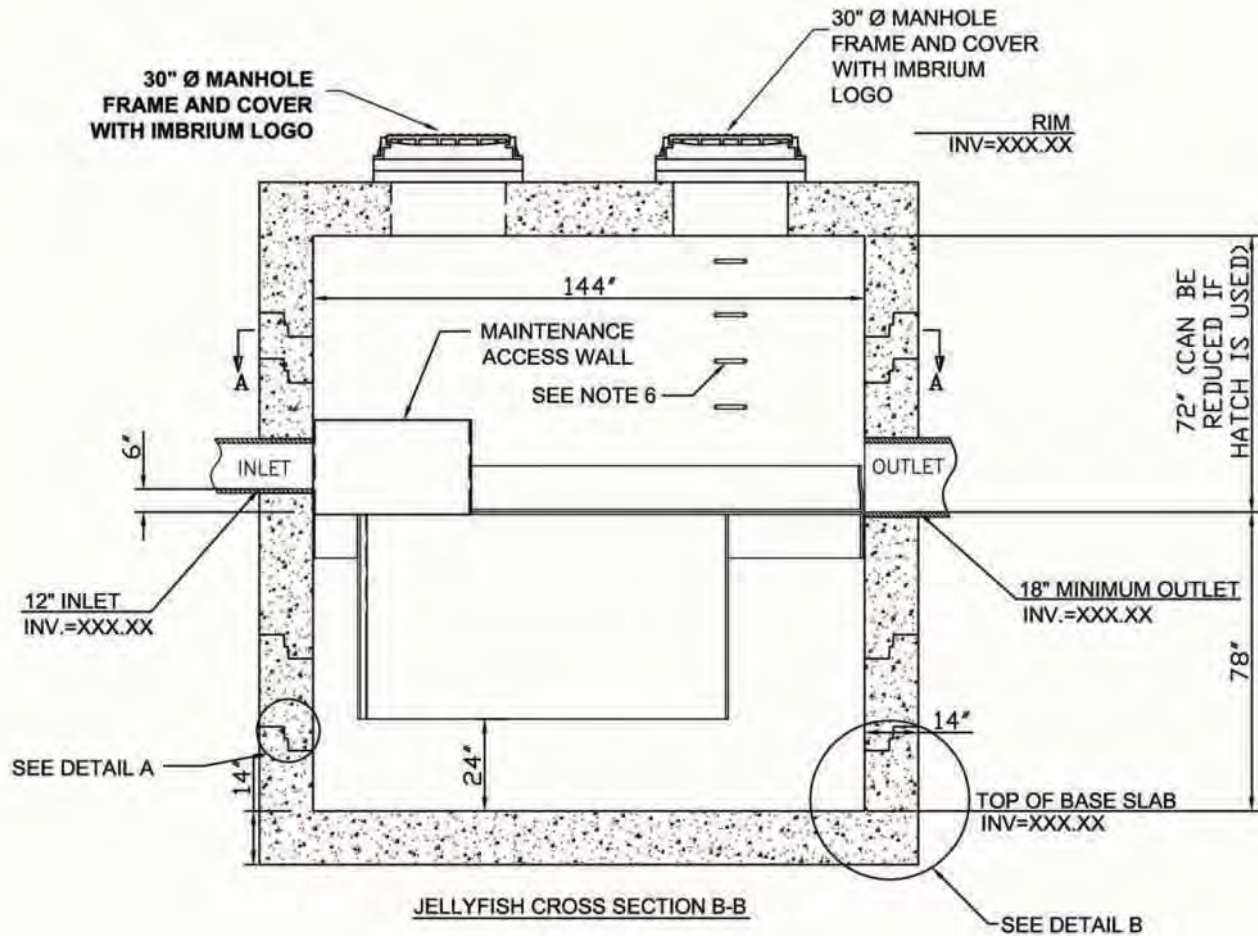 30" Ø MANHOLE
FRAME AND COVER
WITH IMBRIUM LOGO
30" Ø MANHOLE
FRAME AND COVER
WITH IMBRIUM
LOGO
RIM
INV=XXX.XX
144"
72" (CAN BE
REDUCED IF
HATCH IS USED)
MAINTENANCE
ACCESS WALL
SEE NOTE 6
A
A
6"
INLET
OUTLET
12" INLET
INV.=XXX.XX
18" MINIMUM OUTLET
INV.=XXX.XX
78"
SEE DETAIL A
14"
24"
14"
TOP OF BASE SLAB
INV=XXX.XX
JELLYFISH CROSS SECTION B-B
SEE DETAIL B